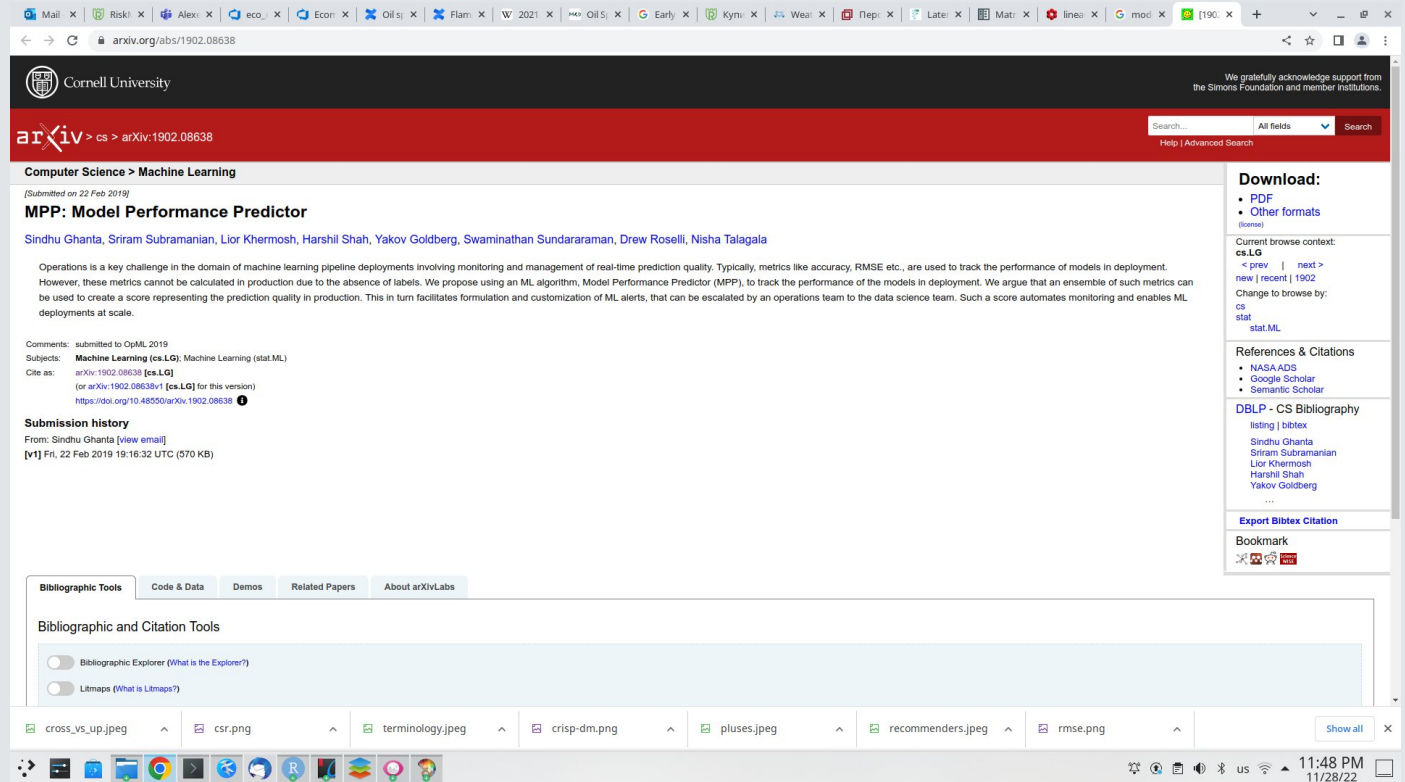 Mail
RiskM
Alexe
eco_
Econ
Oil sp
Flam
2021
Oil Sp
Early
Купи
Weat
Перс
Later
Matr
linea
mod
[1902
arxiv.org/abs/1902.08638
Cornell University
We gratefully acknowledge support from
the Simons Foundation and member institutions.
arXiv > cs > arXiv:1902.08638
Search...
All fields
Search
Help | Advanced Search
Computer Science > Machine Learning
[Submitted on 22 Feb 2019]
MPP: Model Performance Predictor
Sindhu Ghanta, Sriram Subramanian, Lior Khermosh, Harshil Shah, Yakov Goldberg, Swaminathan Sundararaman, Drew Roselli, Nisha Talagala
Operations is a key challenge in the domain of machine learning pipeline deployments involving monitoring and management of real-time prediction quality. Typically, metrics like accuracy, RMSE etc., are used to track the performance of models in deployment.
However, these metrics cannot be calculated in production due to the absence of labels. We propose using an ML algorithm, Model Performance Predictor (MPP), to track the performance of the models in deployment. We argue that an ensemble of such metrics can
be used to create a score representing the prediction quality in production. This in turn facilitates formulation and customization of ML alerts, that can be escalated by an operations team to the data science team. Such a score automates monitoring and enables ML
deployments at scale.
Comments: submitted to OpML 2019
Subjects: Machine Learning (cs.LG); Machine Learning (stat.ML)
Cite as: arXiv:1902.08638 [cs.LG]
(or arXiv:1902.08638v1 [cs.LG] for this version)
https://doi.org/10.48550/arXiv.1902.08638
Submission history
From: Sindhu Ghanta [view email]
[v1] Fri, 22 Feb 2019 19:16:32 UTC (570 KB)
Download:
PDF
Other formats
(license)
Current browse context:
cs.LG
< prev | next >
new | recent | 1902
Change to browse by:
cs
stat
stat.ML
References & Citations
NASA ADS
Google Scholar
Semantic Scholar
DBLP - CS Bibliography
listing | bibtex
Sindhu Ghanta
Sriram Subramanian
Lior Khermosh
Harshil Shah
Yakov Goldberg
...
Export Bibtex Citation
Bookmark
Bibliographic Tools
Code & Data
Demos
Related Papers
About arXivLabs
Bibliographic and Citation Tools
Bibliographic Explorer (What is the Explorer?)
Litmaps (What is Litmaps?)
cross_vs_up.jpeg
csr.png
terminology.jpeg
crisp-dm.png
pluses.jpeg
recommenders.jpeg
rmse.png
Show all
us
11:48 PM
11/28/22